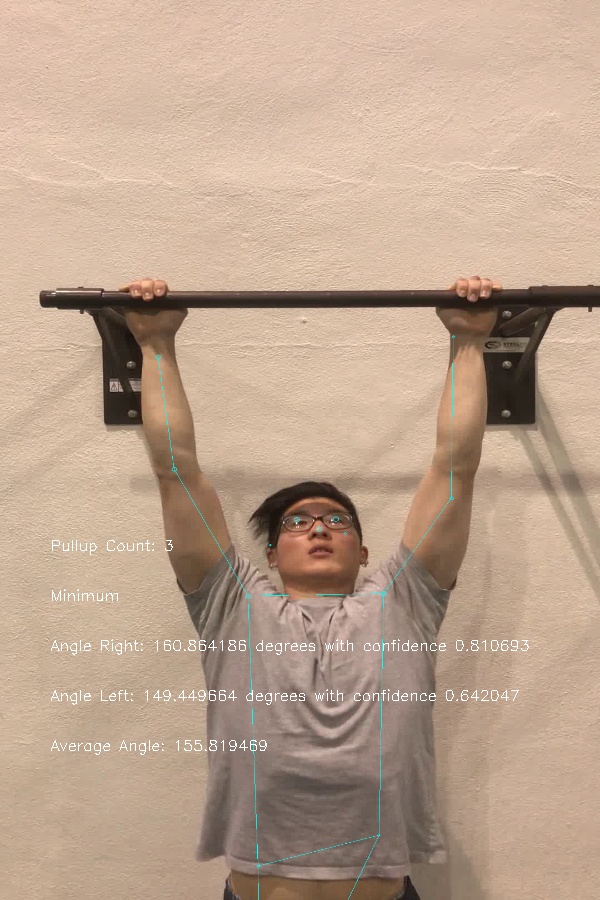 Pullup Count: 3
Minimum
Angle Right: 160.864186 degrees with confidence 0.810693
Angle Left: 149.449664 degrees with confidence 0.642047
Average Angle: 155.819469